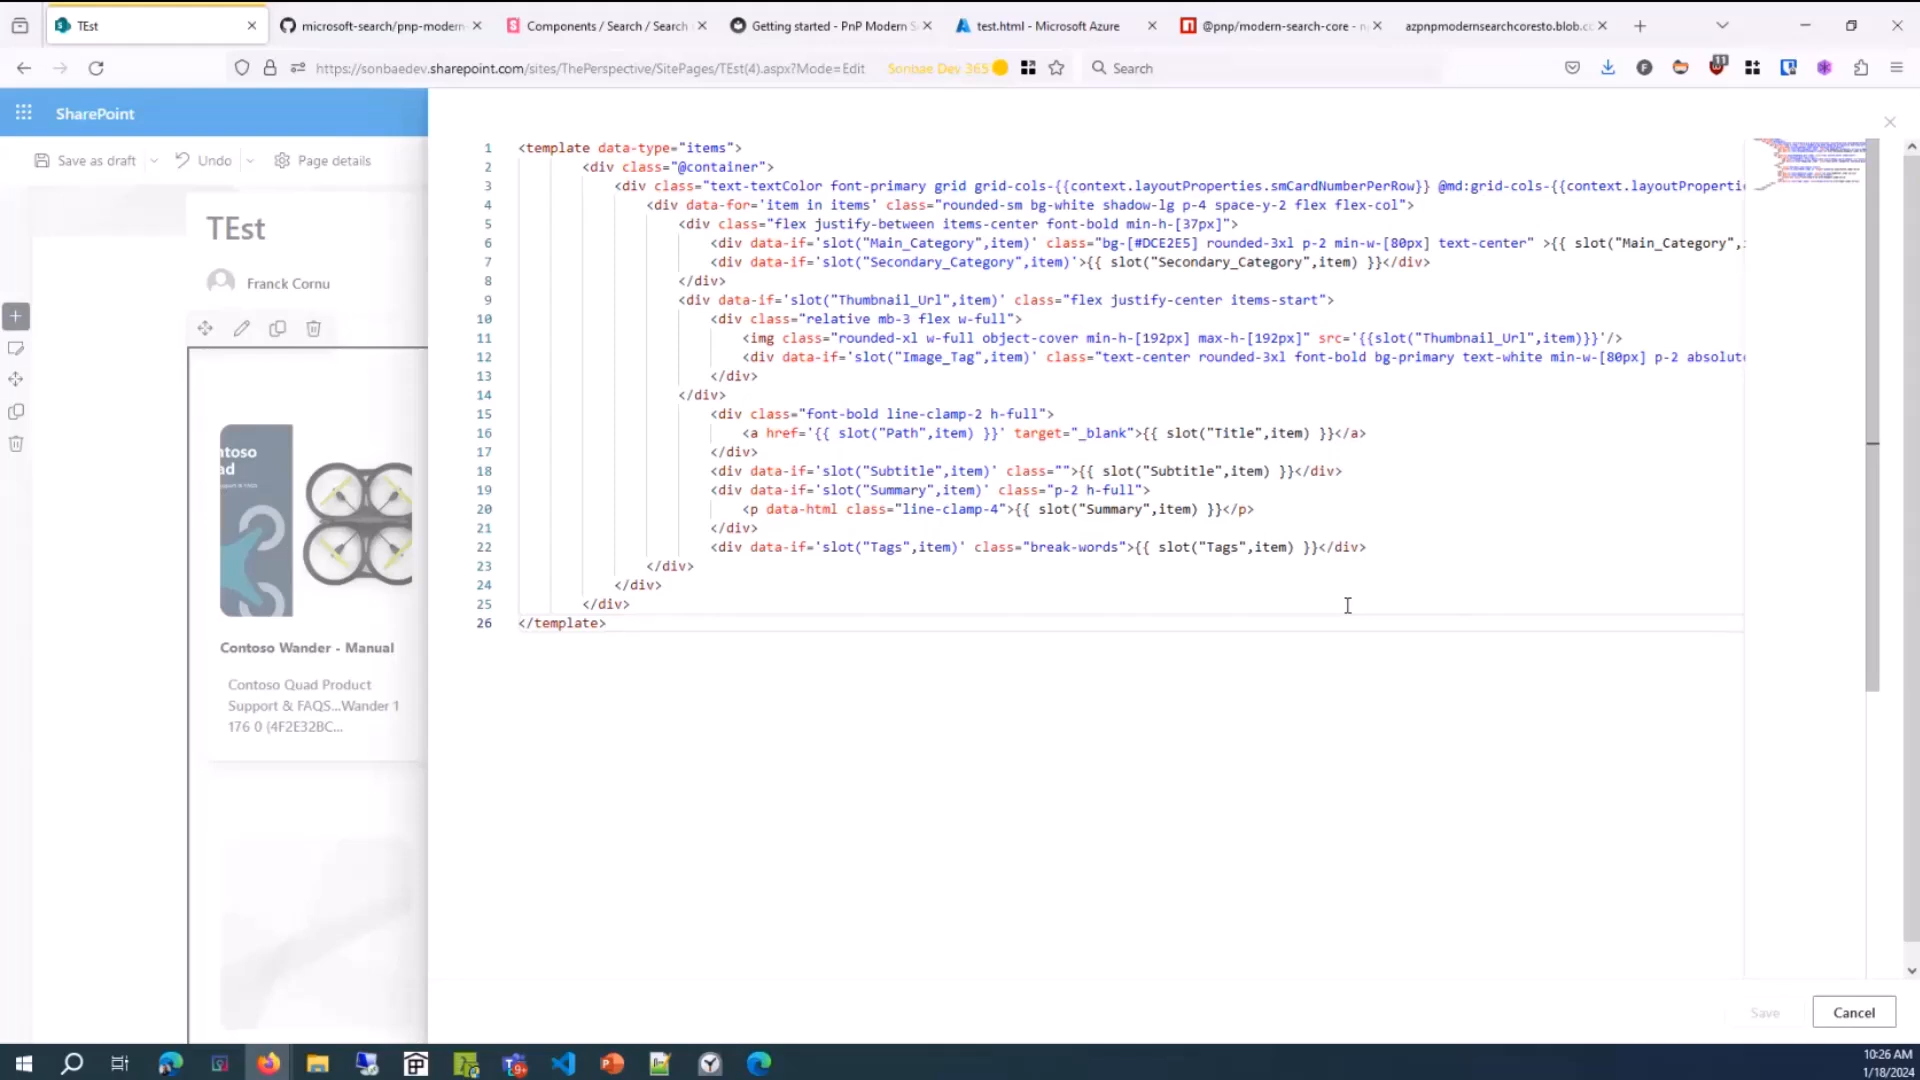 TEst
microsoft-search/pnp-modern-
Components / Search / Search
Getting started - PnP Modern S
test.html - Microsoft Azure
@pnp/modern-search-core - n
azpnpmodernsearchcoresto.blob.cc
https://sonbaedev.sharepoint.com/sites/ThePerspective/SitePages/TEst(4).aspx?Mode=Edit
Sonbae Dev 365
Search
11
SharePoint
Save as draft
Undo
Page details
TEst
Franck Cornu
ntoso
ad
Contoso Wander - Manual
Contoso Quad Product
Support & FAQS...Wander 1
176 0 (4F2E32BC...
1 <template data-type="items">
2 <div class="@container">
3 <div class="text-textColor font-primary grid grid-cols-{{context.layoutProperties.smCardNumberPerRow}} @md:grid-cols-{{context.layoutProperti
4 <div data-for='item in items' class="rounded-sm bg-white shadow-lg p-4 space-y-2 flex flex-col">
5 <div class="flex justify-between items-center font-bold min-h-[37px]">
6 <div data-if='slot("Main_Category",item)' class="bg-[#DCE2E5] rounded-3xl p-2 min-w-[80px] text-center" >{{ slot("Main_Category",
7 <div data-if='slot("Secondary_Category",item)'>{{ slot("Secondary_Category",item) }}</div>
8 </div>
9 <div data-if='slot("Thumbnail_Url",item)' class="flex justify-center items-start">
10 <div class="relative mb-3 flex w-full">
11 <img class="rounded-xl w-full object-cover min-h-[192px] max-h-[192px]" src='{{slot("Thumbnail_Url",item)}}'/>
12 <div data-if='slot("Image_Tag",item)' class="text-center rounded-3xl font-bold bg-primary text-white min-w-[80px] p-2 absolute
13 </div>
14 </div>
15 <div class="font-bold line-clamp-2 h-full">
16 <a href='{{ slot("Path",item) }}' target="_blank">{{ slot("Title",item) }}</a>
17 </div>
18 <div data-if='slot("Subtitle",item)' class="">{{ slot("Subtitle",item) }}</div>
19 <div data-if='slot("Summary",item)' class="p-2 h-full">
20 <p data-html class="line-clamp-4">{{ slot("Summary",item) }}</p>
21 </div>
22 <div data-if='slot("Tags",item)' class="break-words">{{ slot("Tags",item) }}</div>
23 </div>
24 </div>
25 </div>
26 </template>
Save
Cancel
10:26 AM
1/18/2024